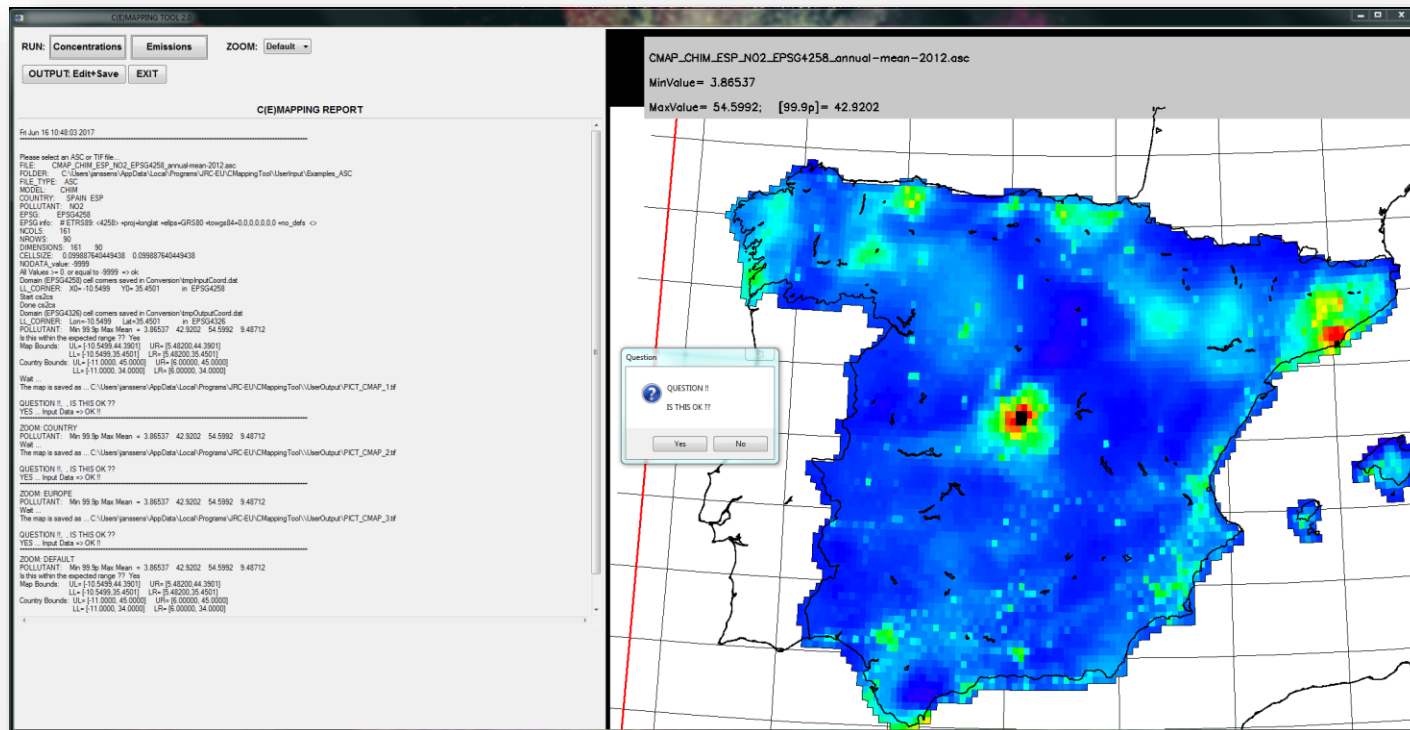 C(E)MAPPING TOOL 2.0
RUN: Concentrations Emissions ZOOM: Default
OUTPUT: Edit+Save EXIT
C(E)MAPPING REPORT
Fri Jun 16 10:48:03 2017
Please select an ASC or TIF file...
FILE: CMAP_CHIM_ESP_NO2_EPSG4258_annual-mean-2012.asc
FOLDER: C:\Users\janssens\AppData\Local\Programs\JRC-EU\CMappingTool\UserInput\Examples_ASC
FILE_TYPE: ASC
MODEL: CHIM
COUNTRY: SPAIN ESP
POLLUTANT: NO2
EPSG: EPSG4258
EPSG info: # ETRS89: <4258> +proj=longlat +ellps=GRS80 +towgs84=0,0,0,0,0,0,0 +no_defs <>
NCOLS: 161
NROWS: 90
DIMENSIONS: 161 90
CELLSIZE: 0.099887640449438 0.099887640449438
NODATA_value: -9999
All Values >= 0. or equal to -9999 => ok
Domain (EPSG4258) cell corners saved in Conversion\tmpInputCoord.dat
LL_CORNER: X0= -10.5499 Y0= 35.4501 in EPSG4258
Start cs2cs
Done cs2cs
Domain (EPSG4326) cell corners saved in Conversion\tmpOutputCoord.dat
LL_CORNER: Lon=-10.5499 Lat=35.4501 in EPSG4326
POLLUTANT: Min 99.9p Max Mean = 3.86537 42.9202 54.5992 9.48712
Is this within the expected range ?? Yes
Map Bounds: UL= [-10.5499,44.3901] UR= [5.48200,44.3901]
LL= [-10.5499,35.4501] LR= [5.48200,35.4501]
Country Bounds: UL= [-11.0000, 45.0000] UR= [6.00000, 45.0000]
LL= [-11.0000, 34.0000] LR= [6.00000, 34.0000]
Wait ...
The map is saved as ... C:\Users\janssens\AppData\Local\Programs\JRC-EU\CMappingTool\\UserOutput\PICT_CMAP_1.tif
QUESTION !!, , IS THIS OK ??
YES ... Input Data => OK !!
ZOOM: COUNTRY
POLLUTANT: Min 99.9p Max Mean = 3.86537 42.9202 54.5992 9.48712
Wait ...
The map is saved as ... C:\Users\janssens\AppData\Local\Programs\JRC-EU\CMappingTool\\UserOutput\PICT_CMAP_2.tif
QUESTION !!, , IS THIS OK ??
YES ... Input Data => OK !!
ZOOM: EUROPE
POLLUTANT: Min 99.9p Max Mean = 3.86537 42.9202 54.5992 9.48712
Wait ...
The map is saved as ... C:\Users\janssens\AppData\Local\Programs\JRC-EU\CMappingTool\\UserOutput\PICT_CMAP_3.tif
QUESTION !!, , IS THIS OK ??
YES ... Input Data => OK !!
ZOOM: DEFAULT
POLLUTANT: Min 99.9p Max Mean = 3.86537 42.9202 54.5992 9.48712
Is this within the expected range ?? Yes
Map Bounds: UL= [-10.5499,44.3901] UR= [5.48200,44.3901]
LL= [-10.5499,35.4501] LR= [5.48200,35.4501]
Country Bounds: UL= [-11.0000, 45.0000] UR= [6.00000, 45.0000]
LL= [-11.0000, 34.0000] LR= [6.00000, 34.0000]
CMAP_CHIM_ESP_NO2_EPSG4258_annual-mean-2012.asc
MinValue= 3.86537
MaxValue= 54.5992; [99.9p]= 42.9202
Question
QUESTION !!
IS THIS OK ??
Yes No